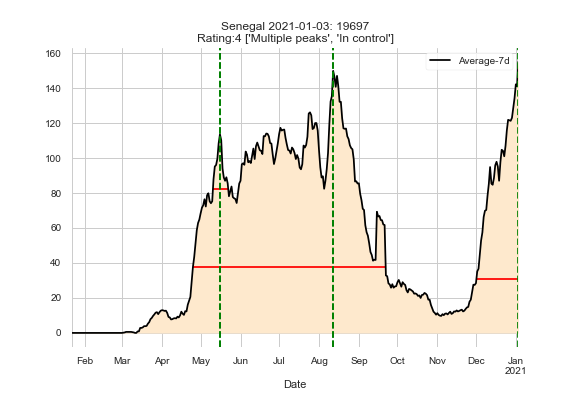 Senegal 2021-01-03: 19697
Rating:4 ['Multiple peaks', 'In control']
Average-7d
160
140
120
100
80
60
40
20
0
Feb Mar Apr May Jun Jul Aug Sep Oct Nov Dec Jan
2021
Date